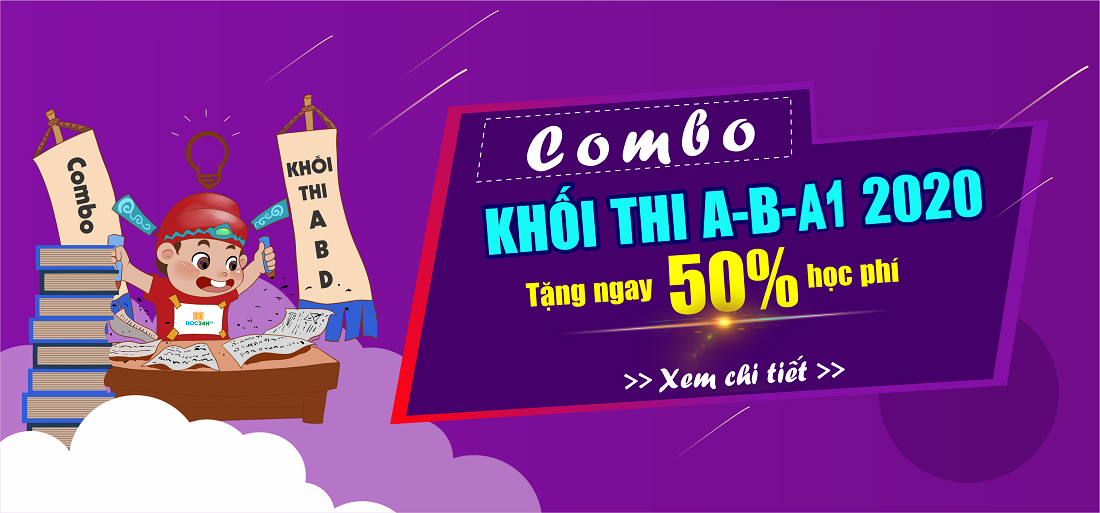 Combo
KHỐI
THI
A
B
D
HOC24H
Combo
KHỐI THI A-B-A1 2020
Tặng ngay 50% học phí
>> Xem chi tiết >>